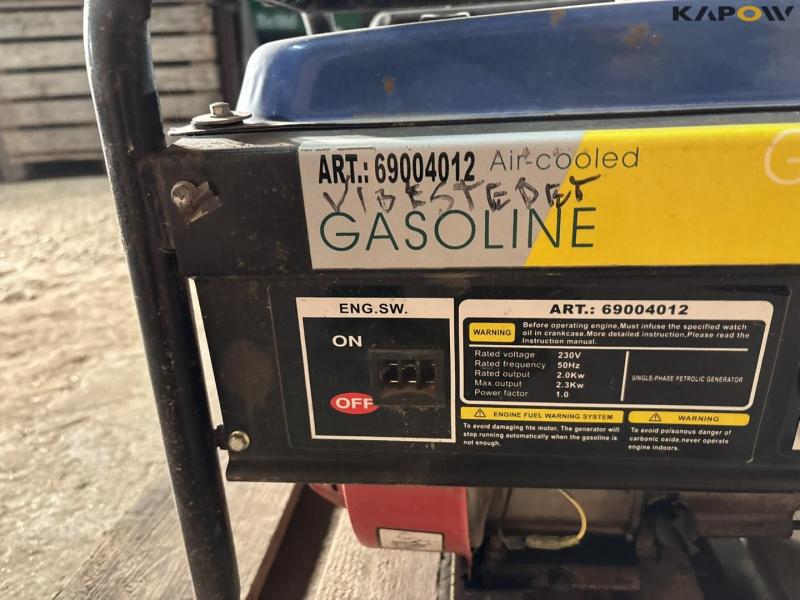 KAPOW
ART.: 69004012 Air-cooled
VIBESTEDET
GASOLINE
G
ENG.SW.
ON
OFF
ART.: 69004012
WARNING
Before operating engine,Must infuse the specified watch
oil in crankcase.More detailed instruction,Please read the
Instruction manual.
Rated voltage 230V
Rated frequency 50Hz
Rated output 2.0Kw
Max.output 2.3Kw
Power factor 1.0
SINGLE-PHASE PETROLIC GENERATOR
ENGINE FUEL WARNING SYSTEM
To avoid damaging hte motor. The generator will
stop running automatically when the gasoline is
not enough.
WARNING
To avoid poisonous danger of
carbonic oxide,never operate
engine indoors.